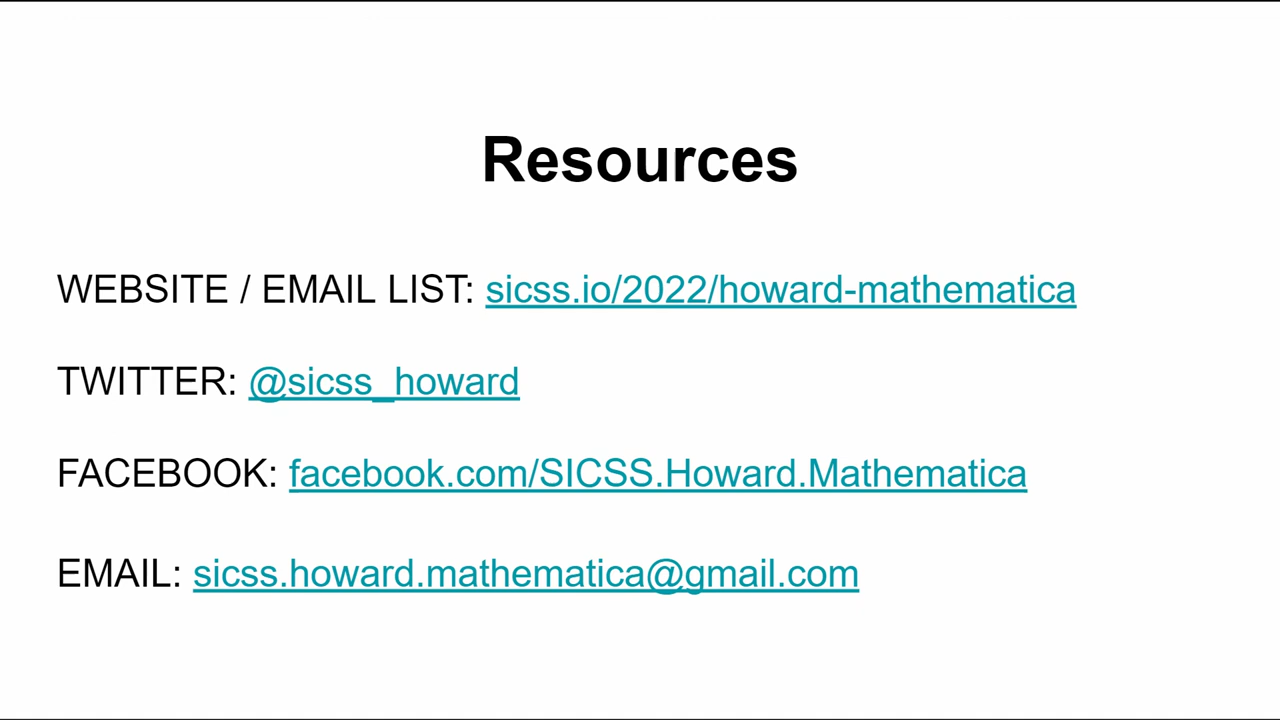 Resources
WEBSITE / EMAIL LIST: sicss.io/2022/howard-mathematica
TWITTER: @sicss_howard
FACEBOOK: facebook.com/SICSS.Howard.Mathematica
EMAIL: sicss.howard.mathematica@gmail.com